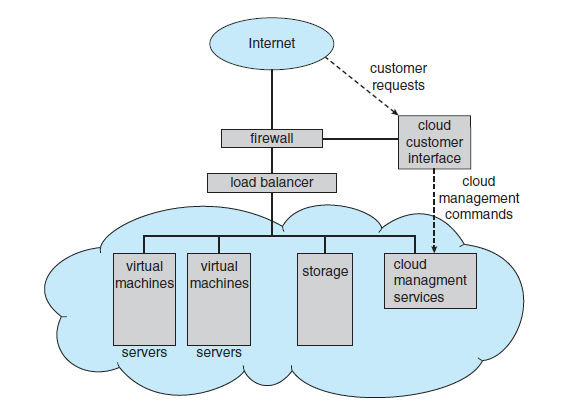 Internet
customer
requests
firewall
cloud
customer
interface
load balancer
cloud
management
commands
virtual
machines
virtual
machines
storage
cloud
managment
services
servers
servers